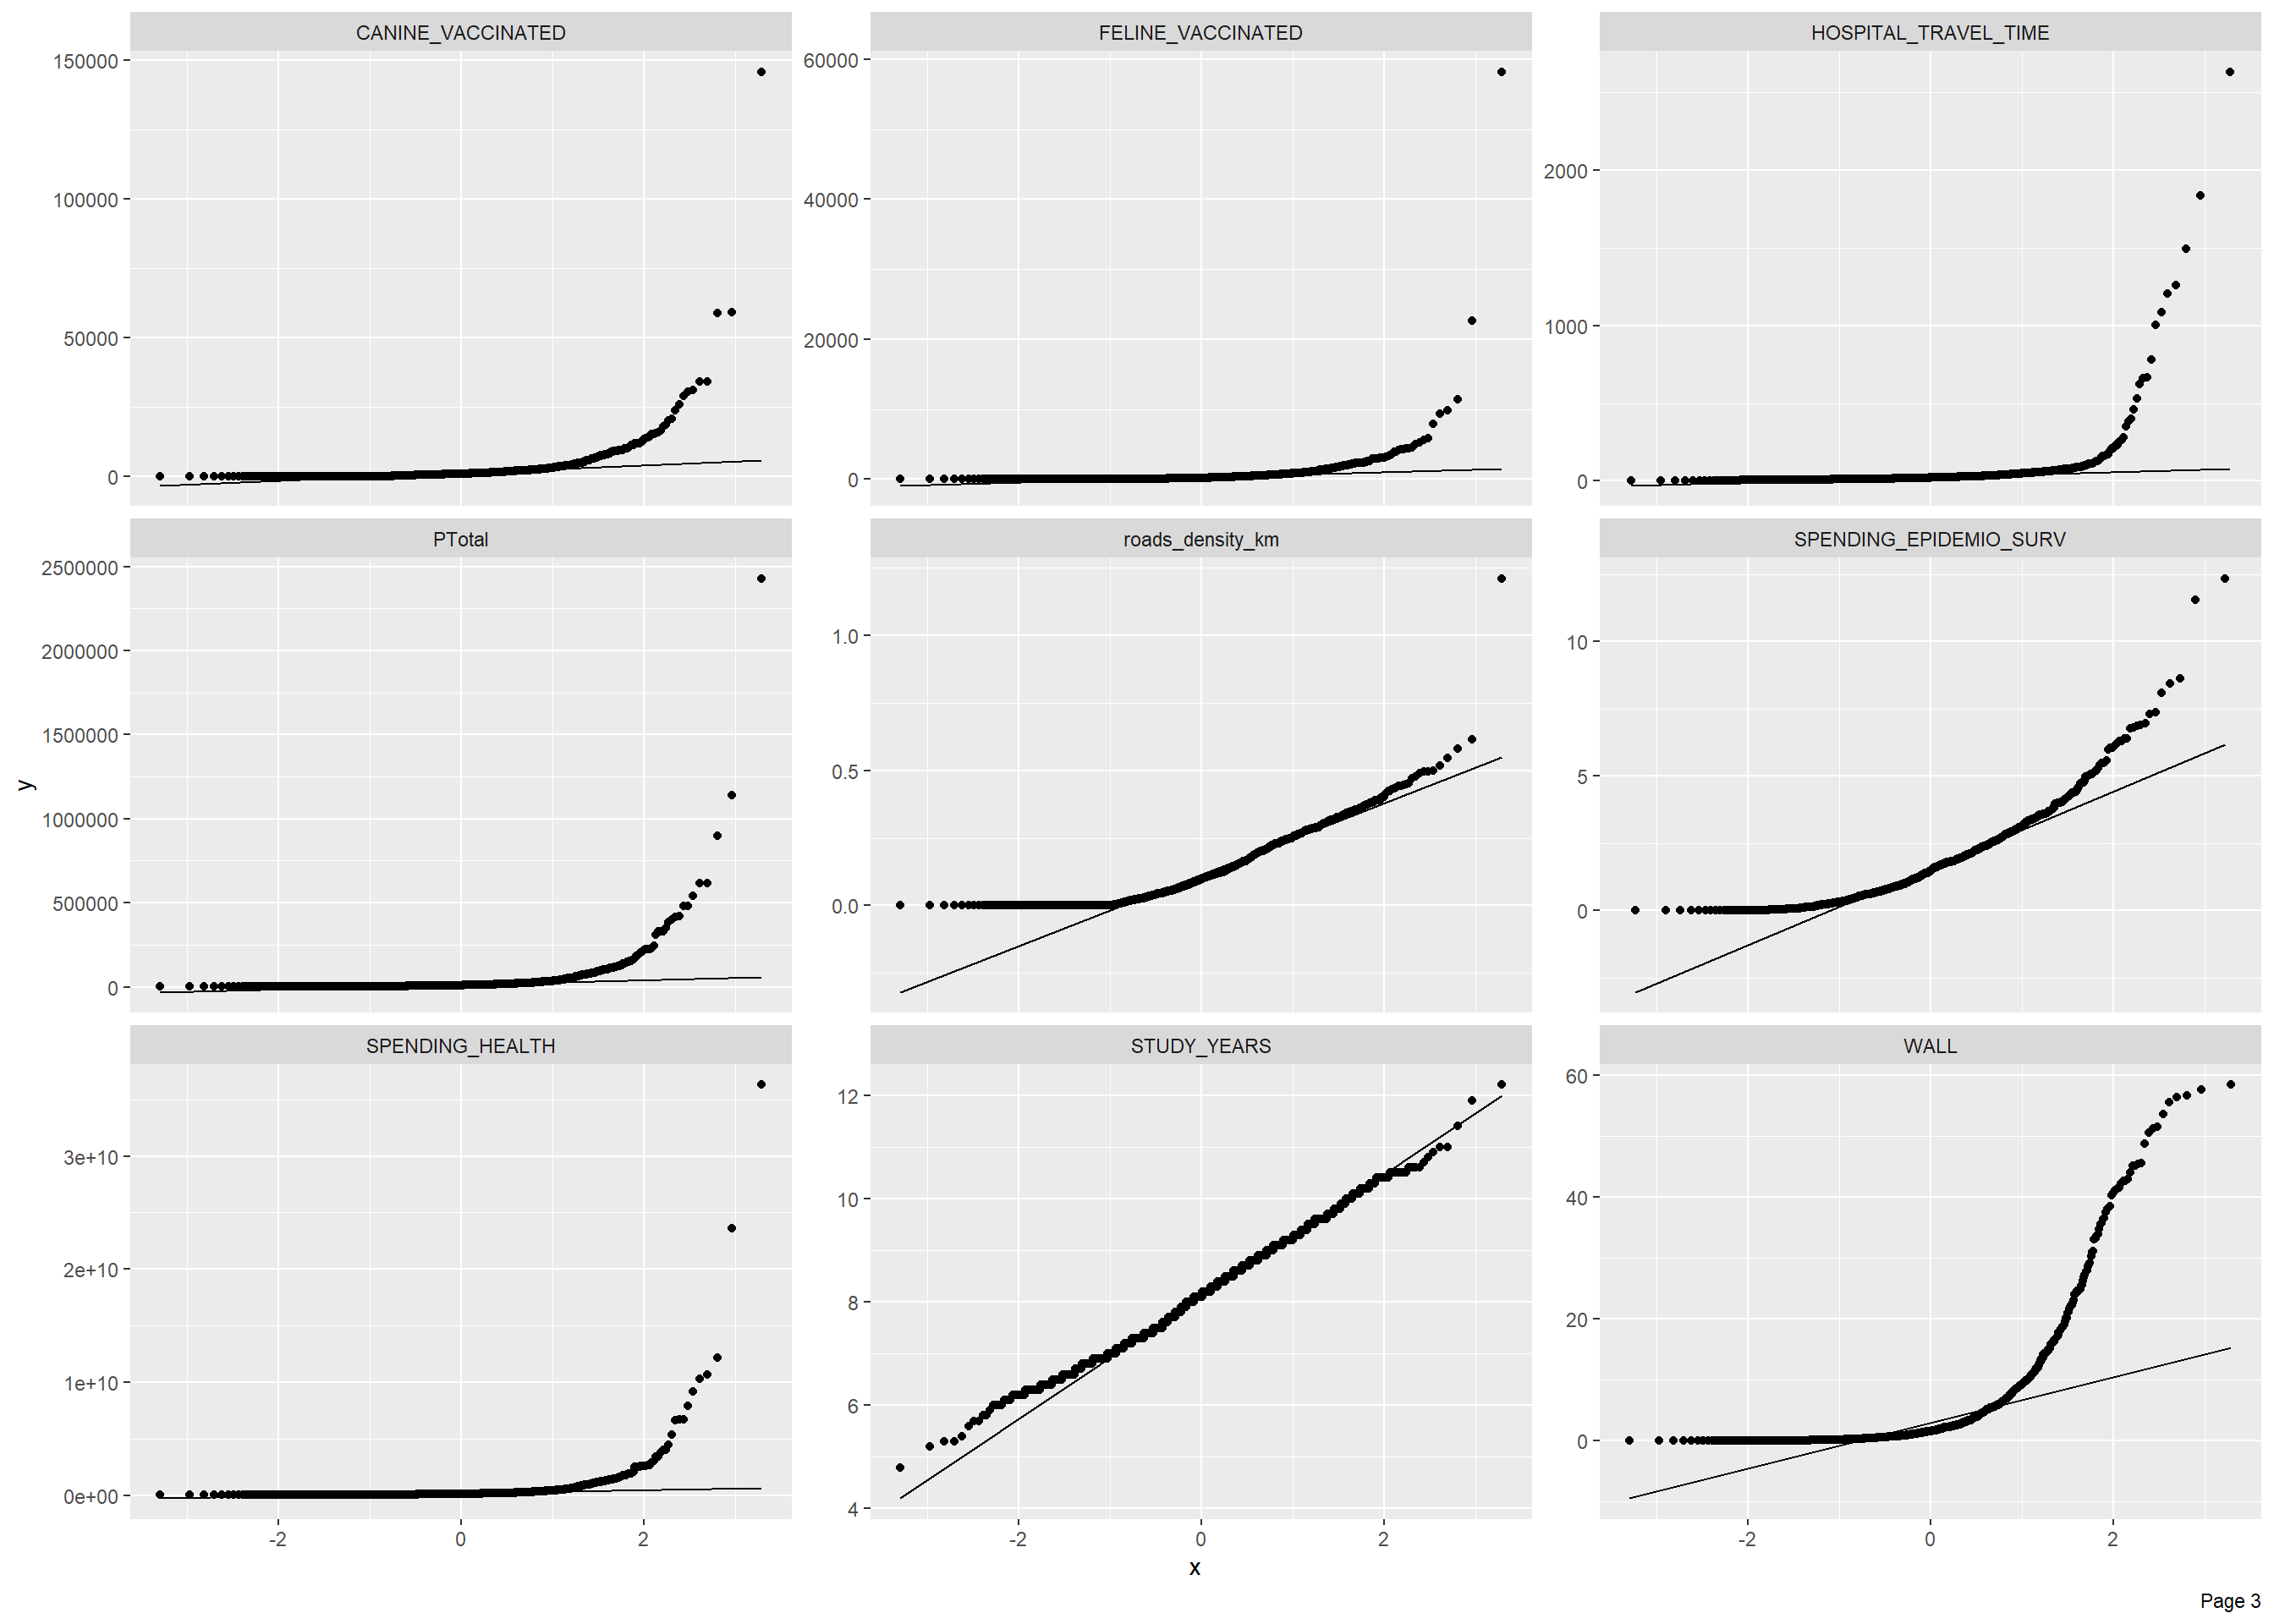 CANINE_VACCINATED FELINE_VACCINATED HOSPITAL_TRAVEL_TIME
150000
100000
50000
0
60000
40000
20000
0
2000
1000
0
PTotal roads_density_km SPENDING_EPIDEMIO_SURV
2500000
2000000
1500000
1000000
500000
0
1.0
0.5
0.0
10
5
0
y
SPENDING_HEALTH STUDY_YEARS WALL
3e+10
2e+10
1e+10
0e+00
12
10
8
6
4
60
40
20
0
-2 0 2 -2 0 2 -2 0 2
x
Page 3